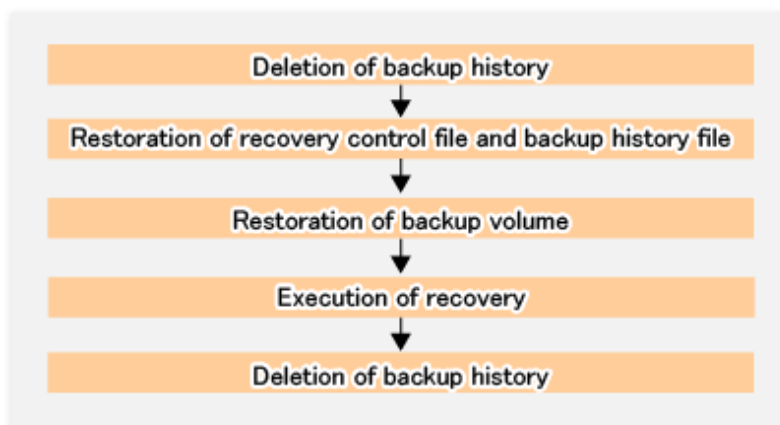 Deletion of backup history
Restoration of recovery control file and backup history file
Restoration of backup volume
Execution of recovery
Deletion of backup history